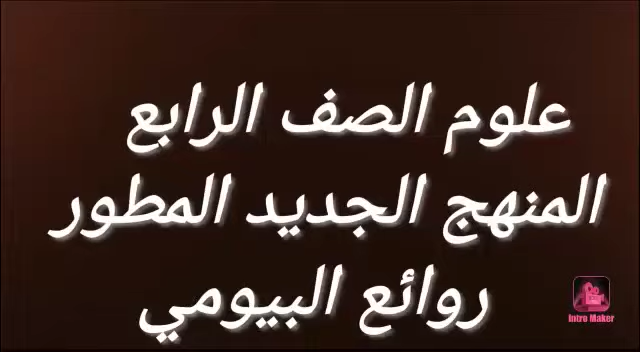 علوم الصف الرابع
المنهج الجديد المطور
روائع البيومي
Intro Maker